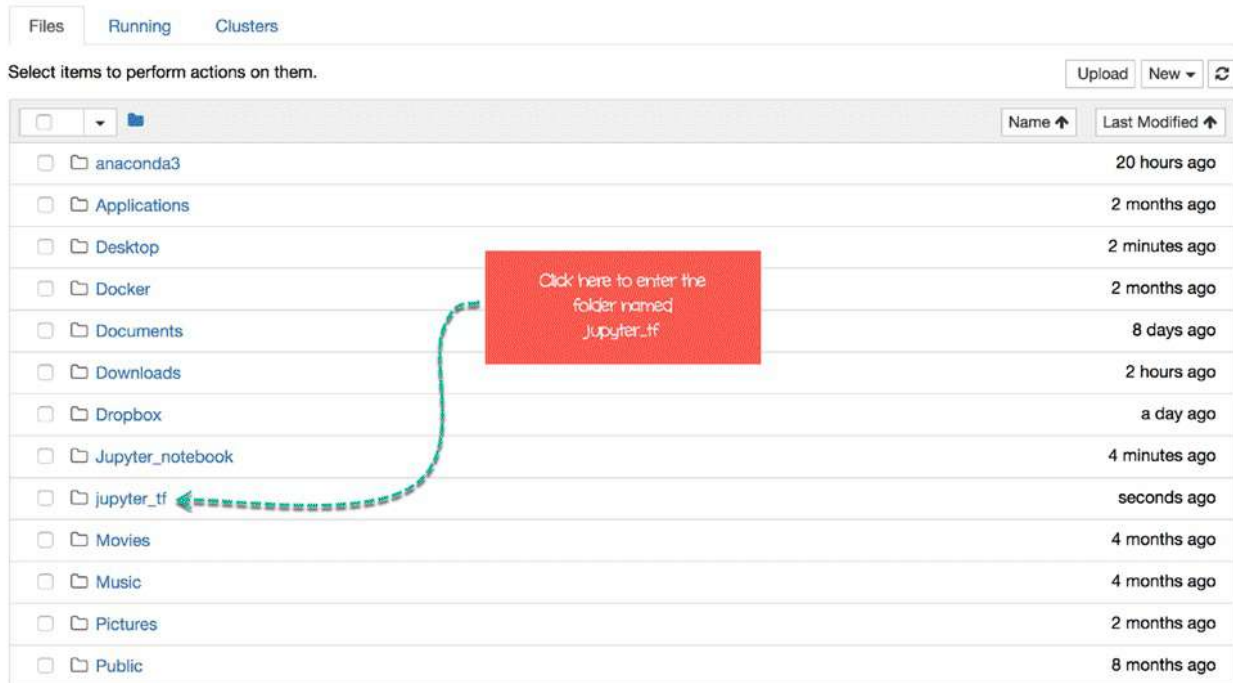 Files Running Clusters
Select items to perform actions on them.
Upload New
Name Last Modified
anaconda3 20 hours ago
Applications 2 months ago
Desktop 2 minutes ago
Click here to enter the
folder named
jupyter_tf
Docker 2 months ago
Documents 8 days ago
Downloads 2 hours ago
Dropbox a day ago
Jupyter_notebook 4 minutes ago
jupyter_tf seconds ago
Movies 4 months ago
Music 4 months ago
Pictures 2 months ago
Public 8 months ago